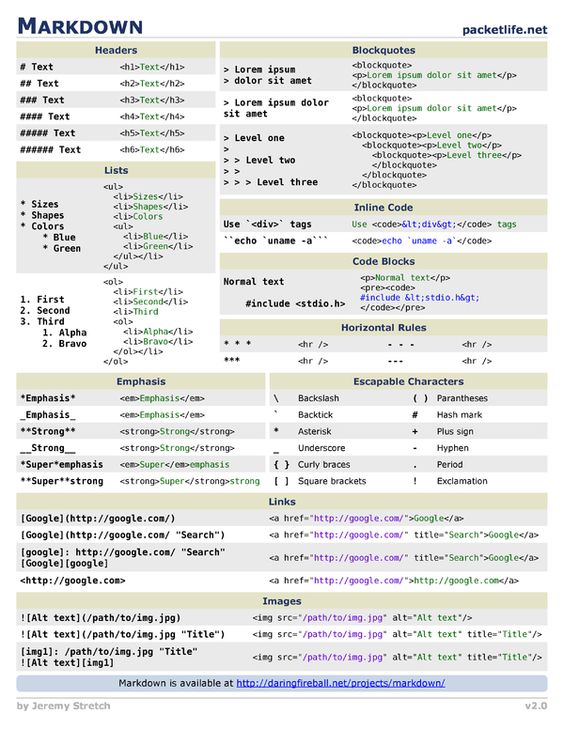 MARKDOWN
packetlife.net
Headers
# Text <h1>Text</h1>
## Text <h2>Text</h2>
### Text <h3>Text</h3>
#### Text <h4>Text</h4>
##### Text <h5>Text</h5>
###### Text <h6>Text</h6>
Lists
* Sizes
* Shapes
* Colors
    * Blue
    * Green
<ul>
  <li>Sizes</li>
  <li>Shapes</li>
  <li>Colors
  <ul>
    <li>Blue</li>
    <li>Green</li>
  </ul></li>
</ul>
1. First
2. Second
3. Third
    1. Alpha
    2. Bravo
<ol>
  <li>First</li>
  <li>Second</li>
  <li>Third
  <ol>
    <li>Alpha</li>
    <li>Bravo</li>
  </ol></li>
</ol>
Blockquotes
> Lorem ipsum
> dolor sit amet
<blockquote>
<p>Lorem ipsum dolor sit amet</p>
</blockquote>
> Lorem ipsum dolor
sit amet
<blockquote>
<p>Lorem ipsum dolor sit amet</p>
</blockquote>
> Level one
>
> > Level two
> >
> > > Level three
<blockquote><p>Level one</p>
  <blockquote><p>Level two</p>
    <blockquote><p>Level three</p>
    </blockquote>
  </blockquote>
</blockquote>
Inline Code
Use `<div>` tags Use <code>&lt;div&gt;</code> tags
``echo `uname -a``` <code>echo `uname -a`</code>
Code Blocks
Normal text

    #include <stdio.h>
<p>Normal text</p>
<pre><code>
#include &lt;stdio.h&gt;
</code></pre>
Horizontal Rules
* * * <hr /> - - - <hr />
*** <hr /> --- <hr />
Emphasis
*Emphasis* <em>Emphasis</em>
_Emphasis_ <em>Emphasis</em>
**Strong** <strong>Strong</strong>
__Strong__ <strong>Strong</strong>
*Super*emphasis <em>Super</em>emphasis
**Super**strong <strong>Super</strong>strong
Escapable Characters
\ Backslash ( ) Parantheses
` Backtick # Hash mark
* Asterisk + Plus sign
_ Underscore - Hyphen
{ } Curly braces . Period
[ ] Square brackets ! Exclamation
Links
[Google](http://google.com/) <a href="http://google.com/">Google</a>
[Google](http://google.com/ "Search") <a href="http://google.com/" title="Search">Google</a>
[google]: http://google.com/ "Search"
[Google][google]
<a href="http://google.com/" title="Search">Google</a>
<http://google.com> <a href="http://google.com/">http://google.com</a>
Images
![Alt text](/path/to/img.jpg) <img src="/path/to/img.jpg" alt="Alt text"/>
![Alt text](/path/to/img.jpg "Title") <img src="/path/to/img.jpg" alt="Alt text" title="Title"/>
[img1]: /path/to/img.jpg "Title"
![Alt text][img1]
<img src="/path/to/img.jpg" alt="Alt text" title="Title"/>
Markdown is available at http://daringfireball.net/projects/markdown/
by Jeremy Stretch
v2.0